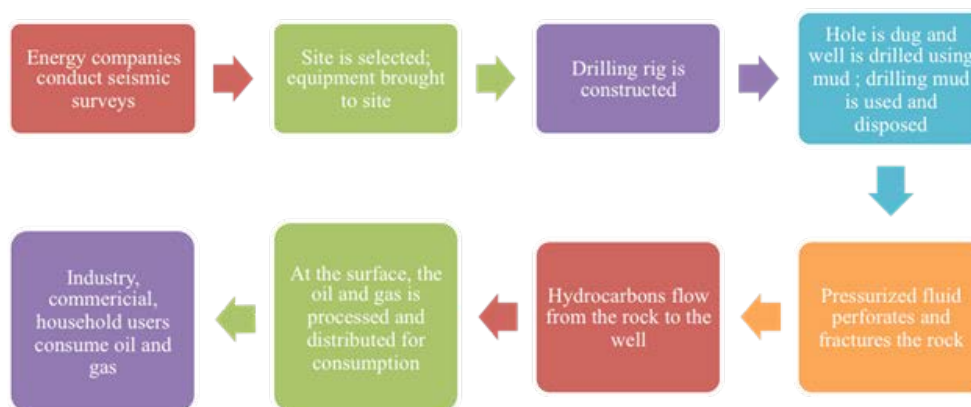 Energy companies
conduct seismic
surveys
Site is selected;
equipment brought
to site
Drilling rig is
constructed
Hole is dug and
well is drilled using
mud ; drilling mud
is used and
disposed
Pressurized fluid
perforates and
fractures the rock
Hydrocarbons flow
from the rock to the
well
At the surface, the
oil and gas is
processed and
distributed for
consumption
Industry,
commericial,
household users
consume oil and
gas